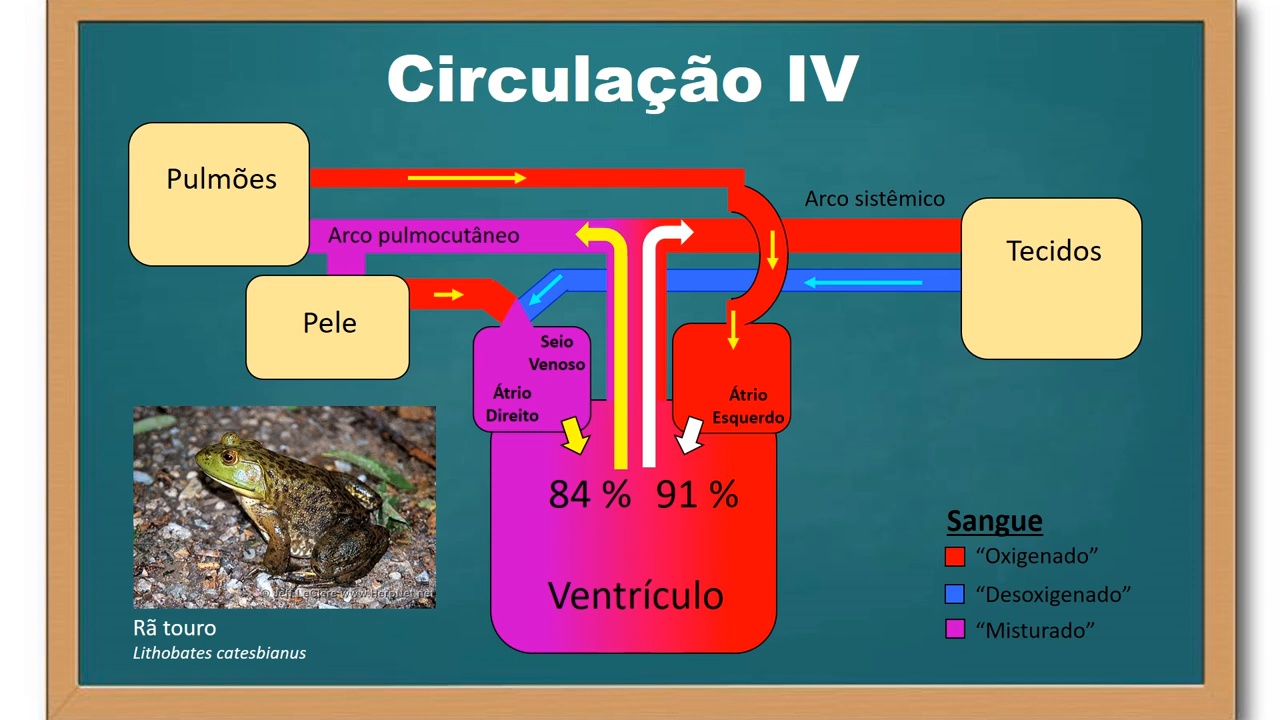 Circulação IV
Pulmões
Arco sistêmico
Arco pulmocutâneo
Tecidos
Pele
Seio
Venoso
Átrio
Direito
Átrio
Esquerdo
84 %
91 %
Ventrículo
Sangue
“Oxigenado”
“Desoxigenado”
“Misturado”
Rã touro
Lithobates catesbianus